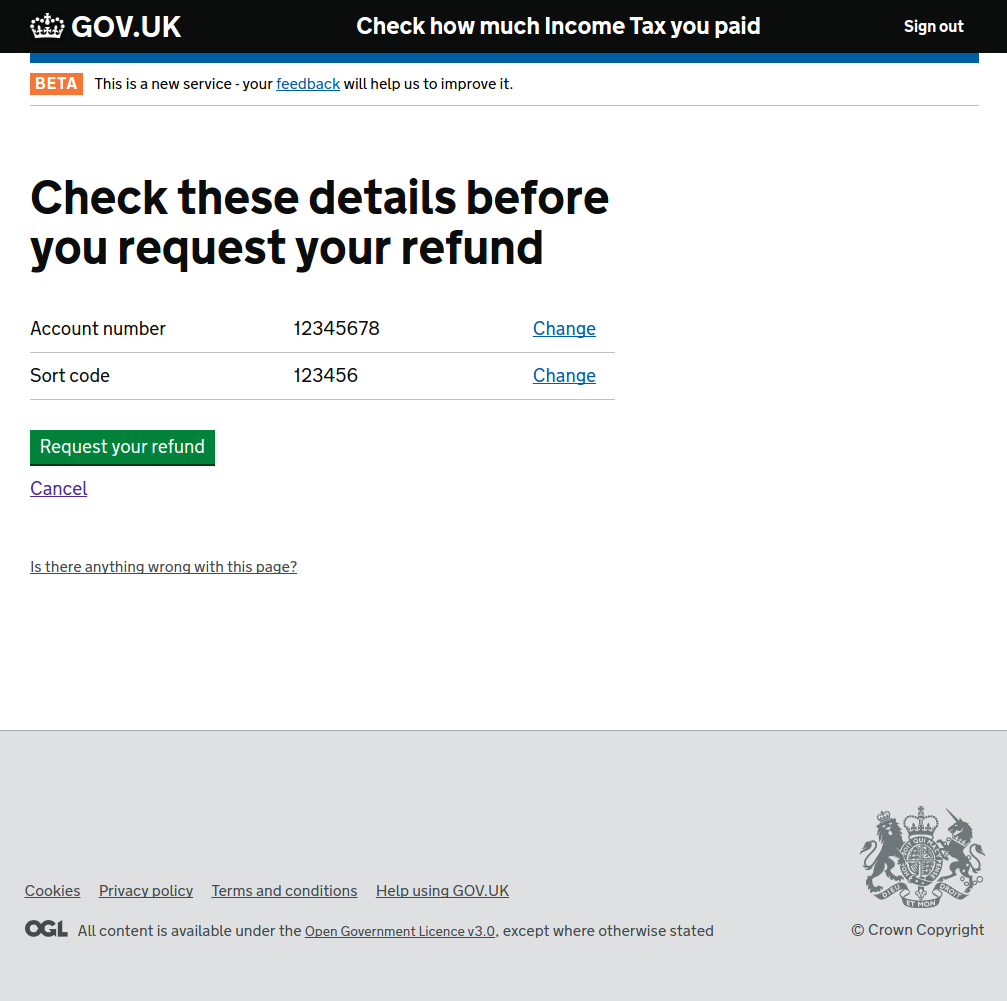 GOV.UK Check how much Income Tax you paid Sign out
BETA This is a new service - your feedback will help us to improve it.
Check these details before
you request your refund
Account number 12345678 Change
Sort code 123456 Change
Request your refund
Cancel
Is there anything wrong with this page?
Cookies Privacy policy Terms and conditions Help using GOV.UK
OGL All content is available under the Open Government Licence v3.0, except where otherwise stated
DIEU ET MON DROIT
© Crown Copyright